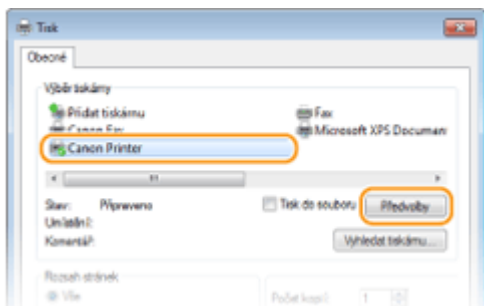 Tisk
Obecné
Výběr tiskárny
Přidat tiskárnu
Fax
Canon Fax
Microsoft XPS Documen
Canon Printer
Stav: Připraveno
Tisk do souboru
Předvolby
Umístění:
Komentář:
Vyhledat tiskárnu...
Rozsah stránek
Vše
Počet kopií: 1